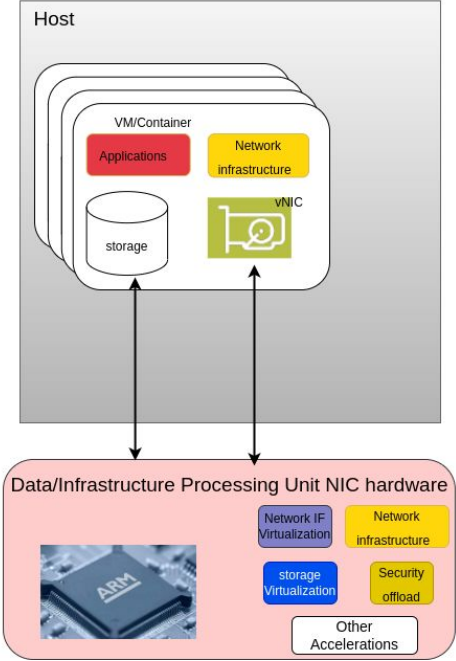 Host
VM/Container
Applications
Network
infrastructure
storage
vNIC
Data/Infrastructure Processing Unit NIC hardware
Network IF
Virtualization
Network
infrastructure
ARM
storage
Virtualization
Security
offload
Other
Accelerations